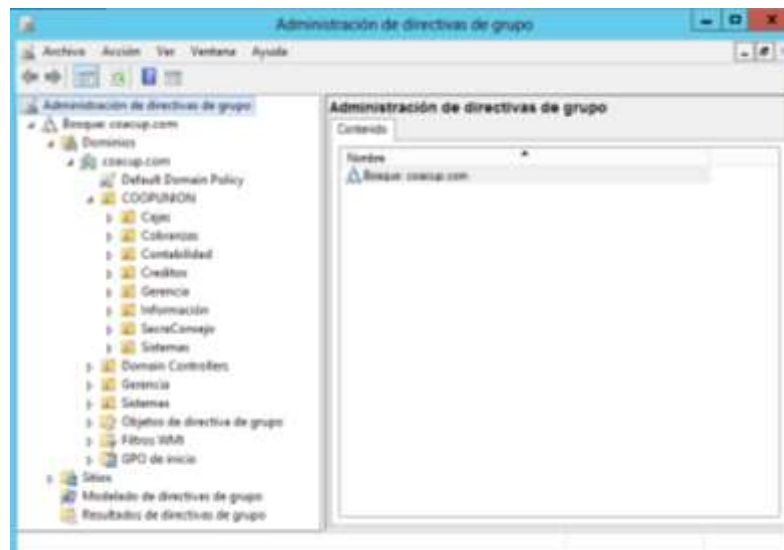 Administración de directivas de grupo
Archivo Acción Ver Ventana Ayuda
Administración de directivas de grupo
Bosque: coacup.com
Dominios
coacup.com
Default Domain Policy
COOPUNION
Cajas
Cobranzas
Contabilidad
Creditos
Gerencia
Información
SecreConsejo
Sistemas
Domain Controllers
Gerencia
Sistemas
Objetos de directiva de grupo
Filtros WMI
GPO de inicio
Sitios
Modelado de directivas de grupo
Resultados de directivas de grupo
Administración de directivas de grupo
Contenido
Nombre
Bosque: coacup.com